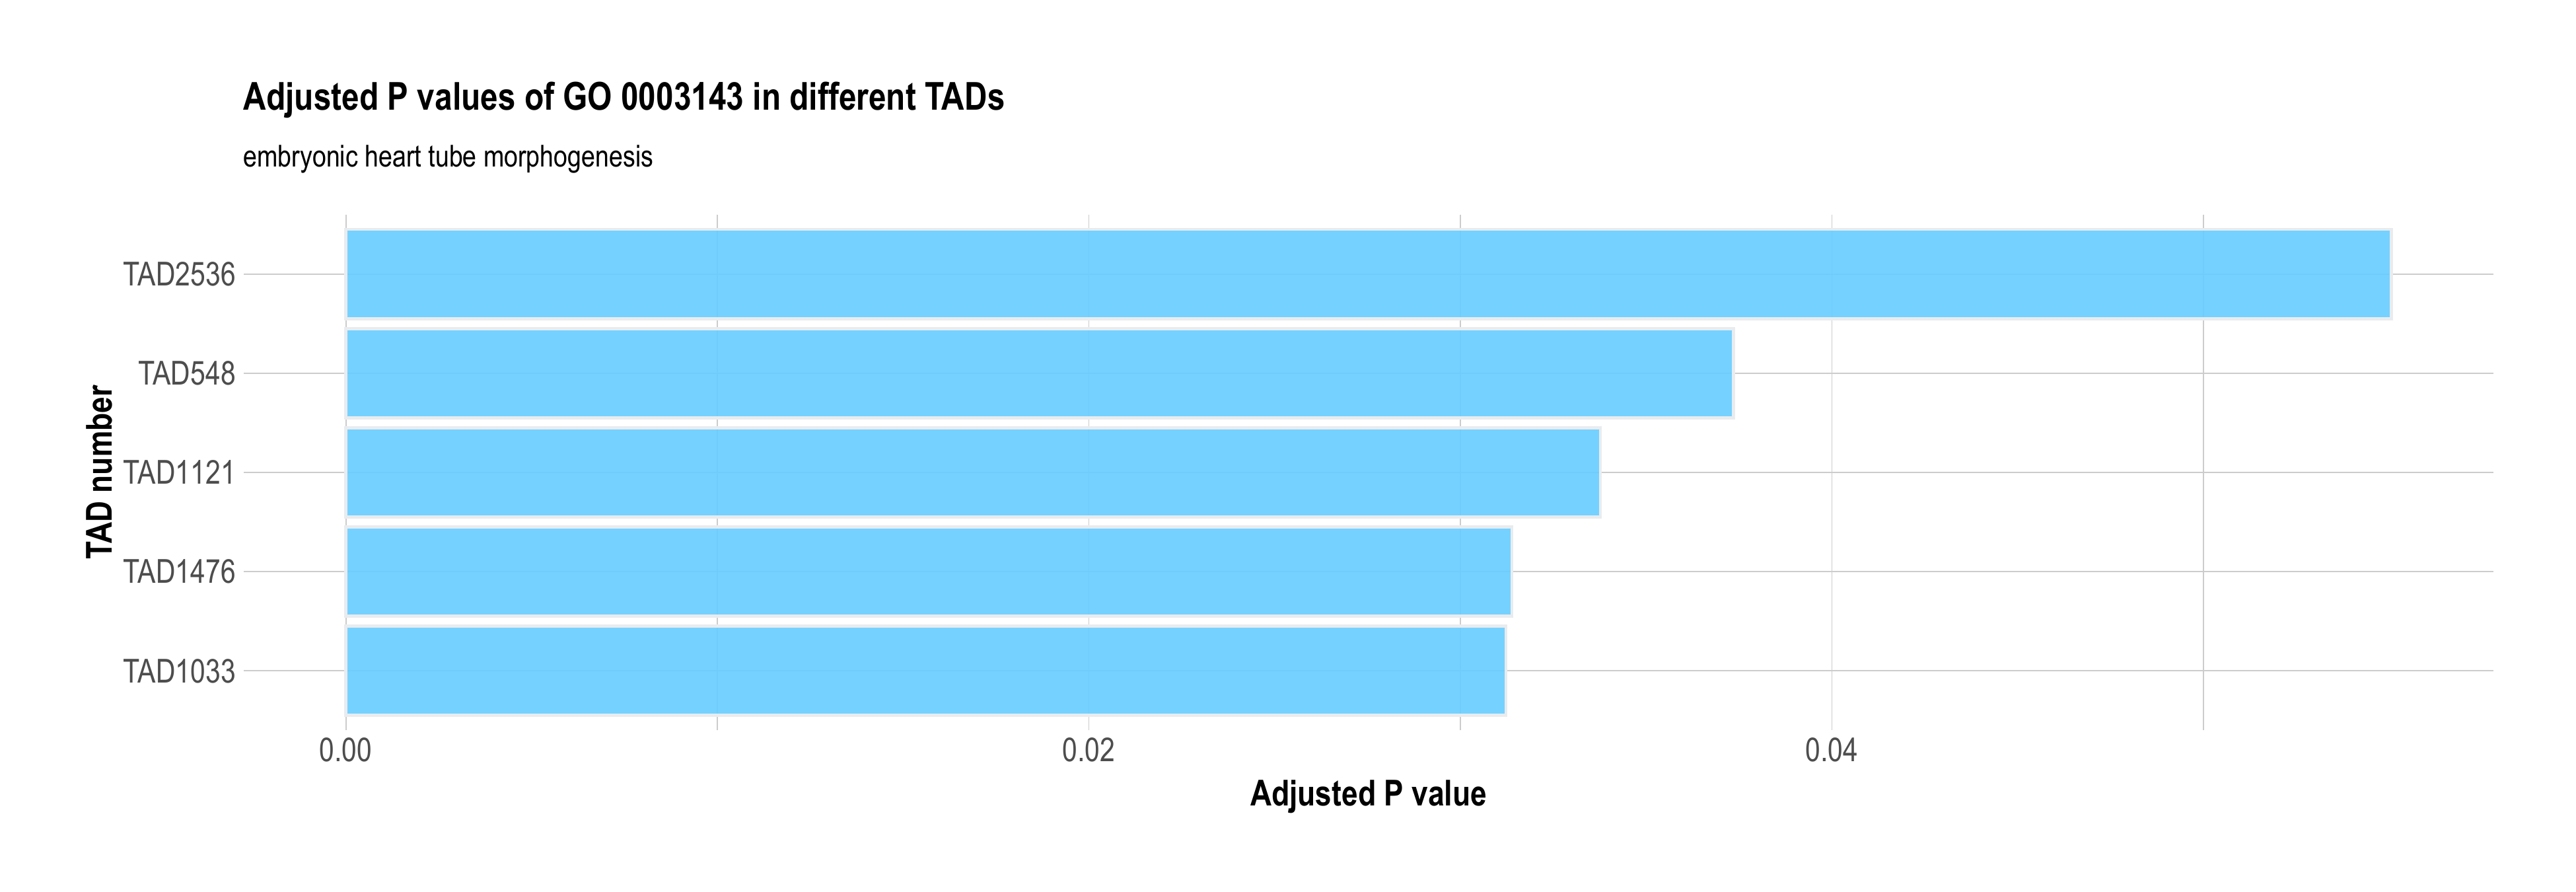 Adjusted P values of GO 0003143 in different TADs
embryonic heart tube morphogenesis
TAD number
TAD2536
TAD548
TAD1121
TAD1476
TAD1033
0.00 0.02 0.04
Adjusted P value